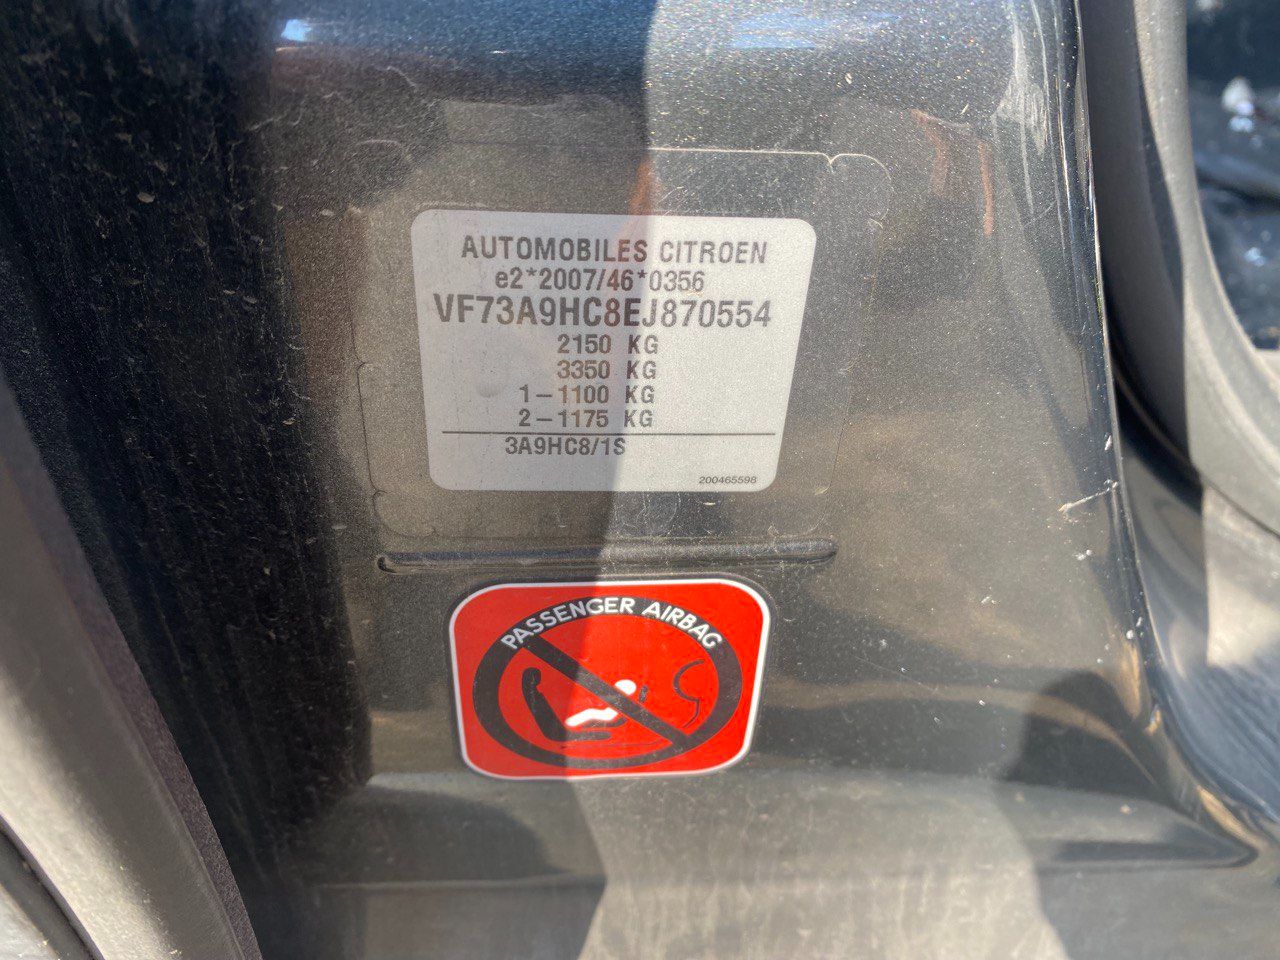 AUTOMOBILES CITROEN
e2*2007/46*0356
VF73A9HC8EJ870554
2150 KG
3350 KG
1-1100 KG
2-1175 KG
3A9HC8/1S
200465598
PASSENGER AIRBAG